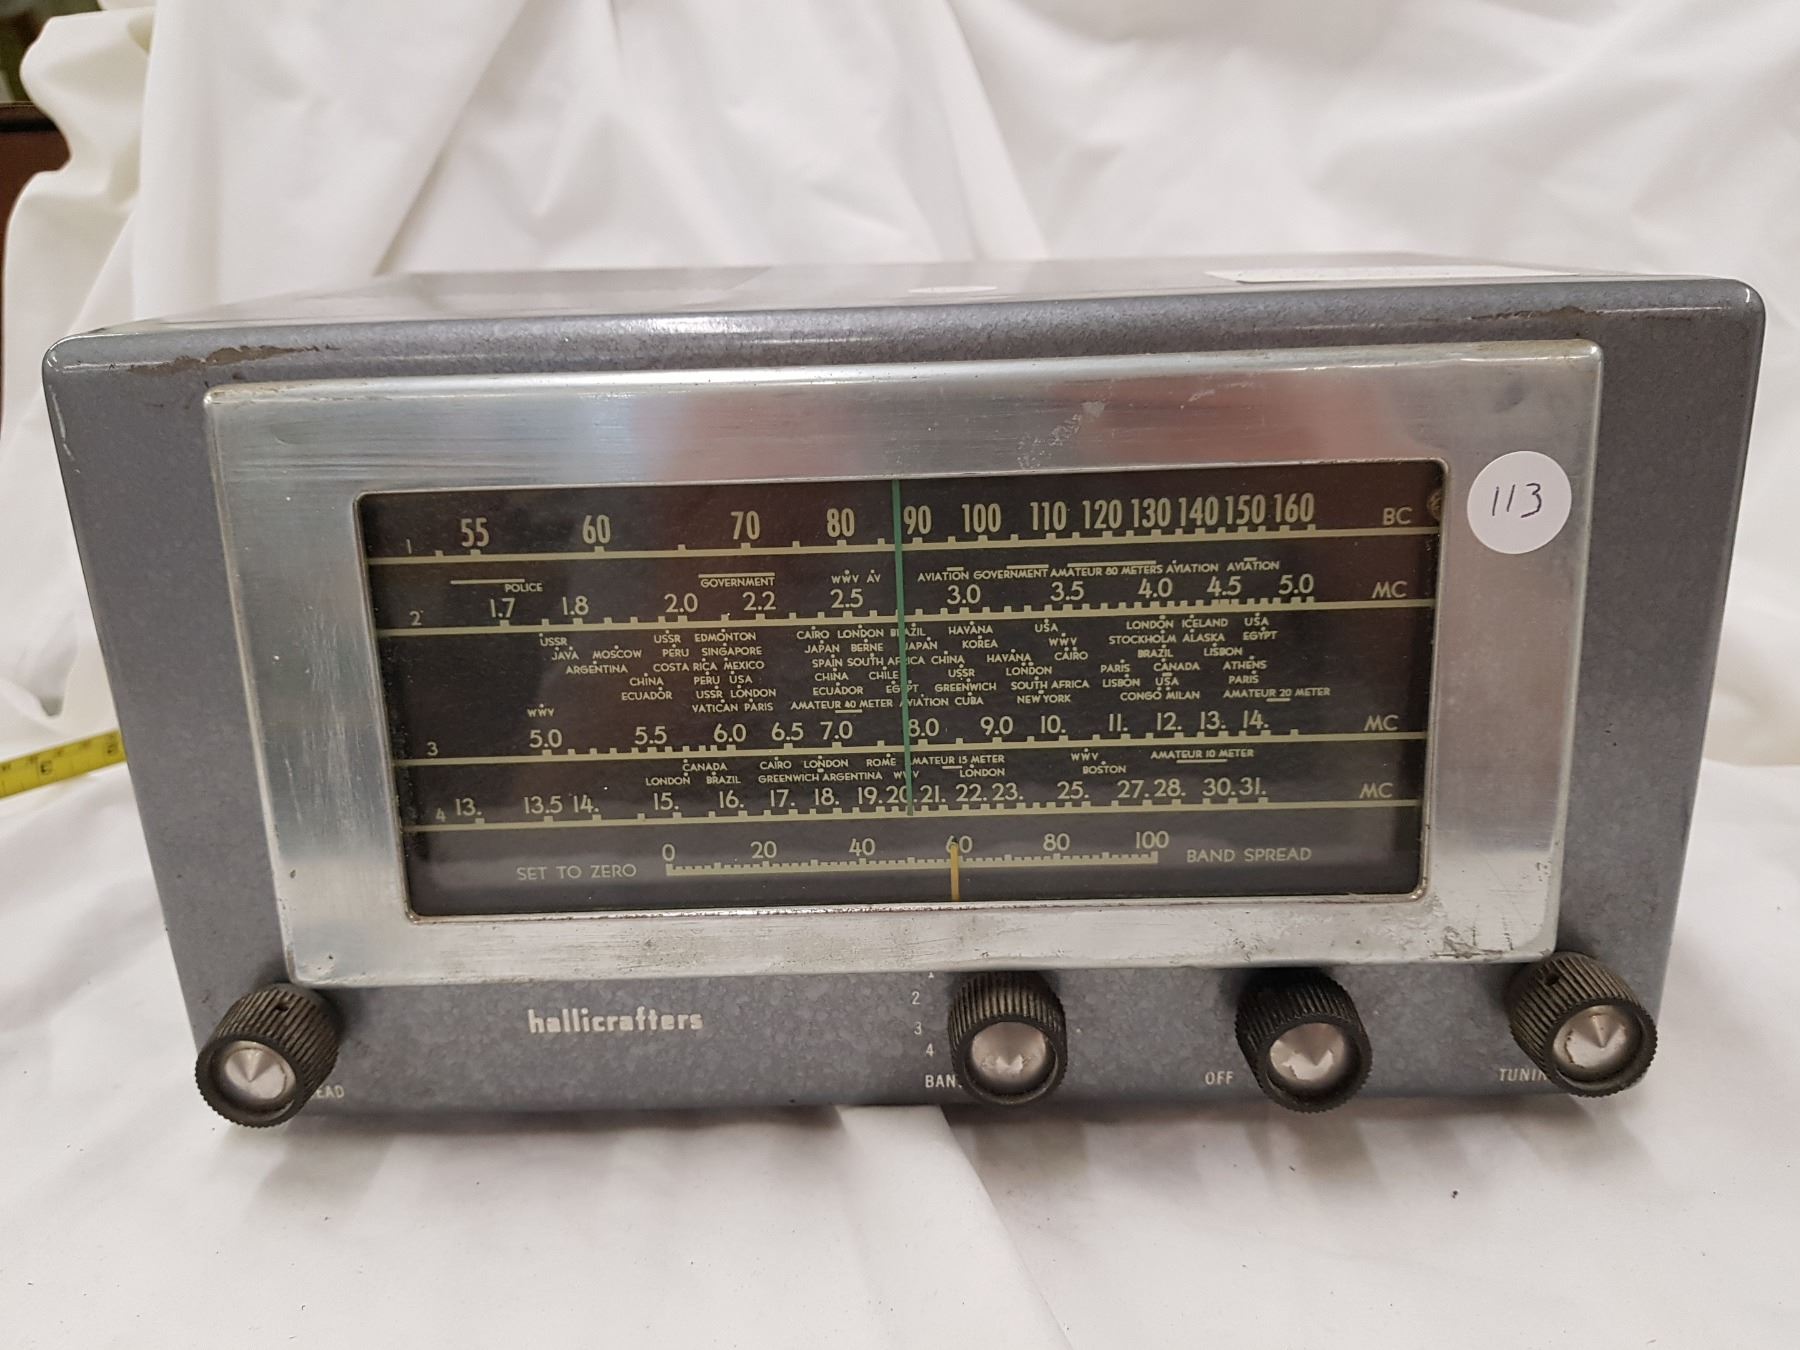 55 60 70 80 90 100 110 120 130 140 150 160 BC
1
113
POLICE GOVERNMENT WWV AV AVIATION GOVERNMENT AMATEUR 80 METERS AVIATION AVIATION
2 1.7 1.8 2.0 2.2 2.5 3.0 3.5 4.0 4.5 5.0 MC
USSR USSR EDMONTON CAIRO LONDON BRAZIL HAVANA USA LONDON ICELAND USA
JAVA MOSCOW PERU SINGAPORE JAPAN BERNE JAPAN KOREA WWV STOCKHOLM ALASKA EGYPT
ARGENTINA COSTA RICA MEXICO SPAIN SOUTH AFRICA CHINA HAVANA CAIRO BRAZIL LISBON
CHINA PERU USA CHINA CHILE USSR LONDON PARIS CANADA ATHENS
ECUADOR USSR LONDON ECUADOR EGYPT GREENWICH SOUTH AFRICA LISBON USA PARIS
WWV VATICAN PARIS AMATEUR 40 METER AVIATION CUBA NEW YORK CONGO MILAN AMATEUR 20 METER
3 5.0 5.5 6.0 6.5 7.0 8.0 9.0 10. 11. 12. 13. 14. MC
CANADA CAIRO LONDON ROME AMATEUR 15 METER WWV AMATEUR 10 METER
LONDON BRAZIL GREENWICH ARGENTINA WWV LONDON BOSTON
4 13. 13.5 14. 15. 16. 17. 18. 19. 20 21. 22. 23. 25. 27. 28. 30. 31. MC
0 20 40 60 80 100
SET TO ZERO BAND SPREAD
hallicrafters
1
2
3
4
EAD BAN OFF TUNIN